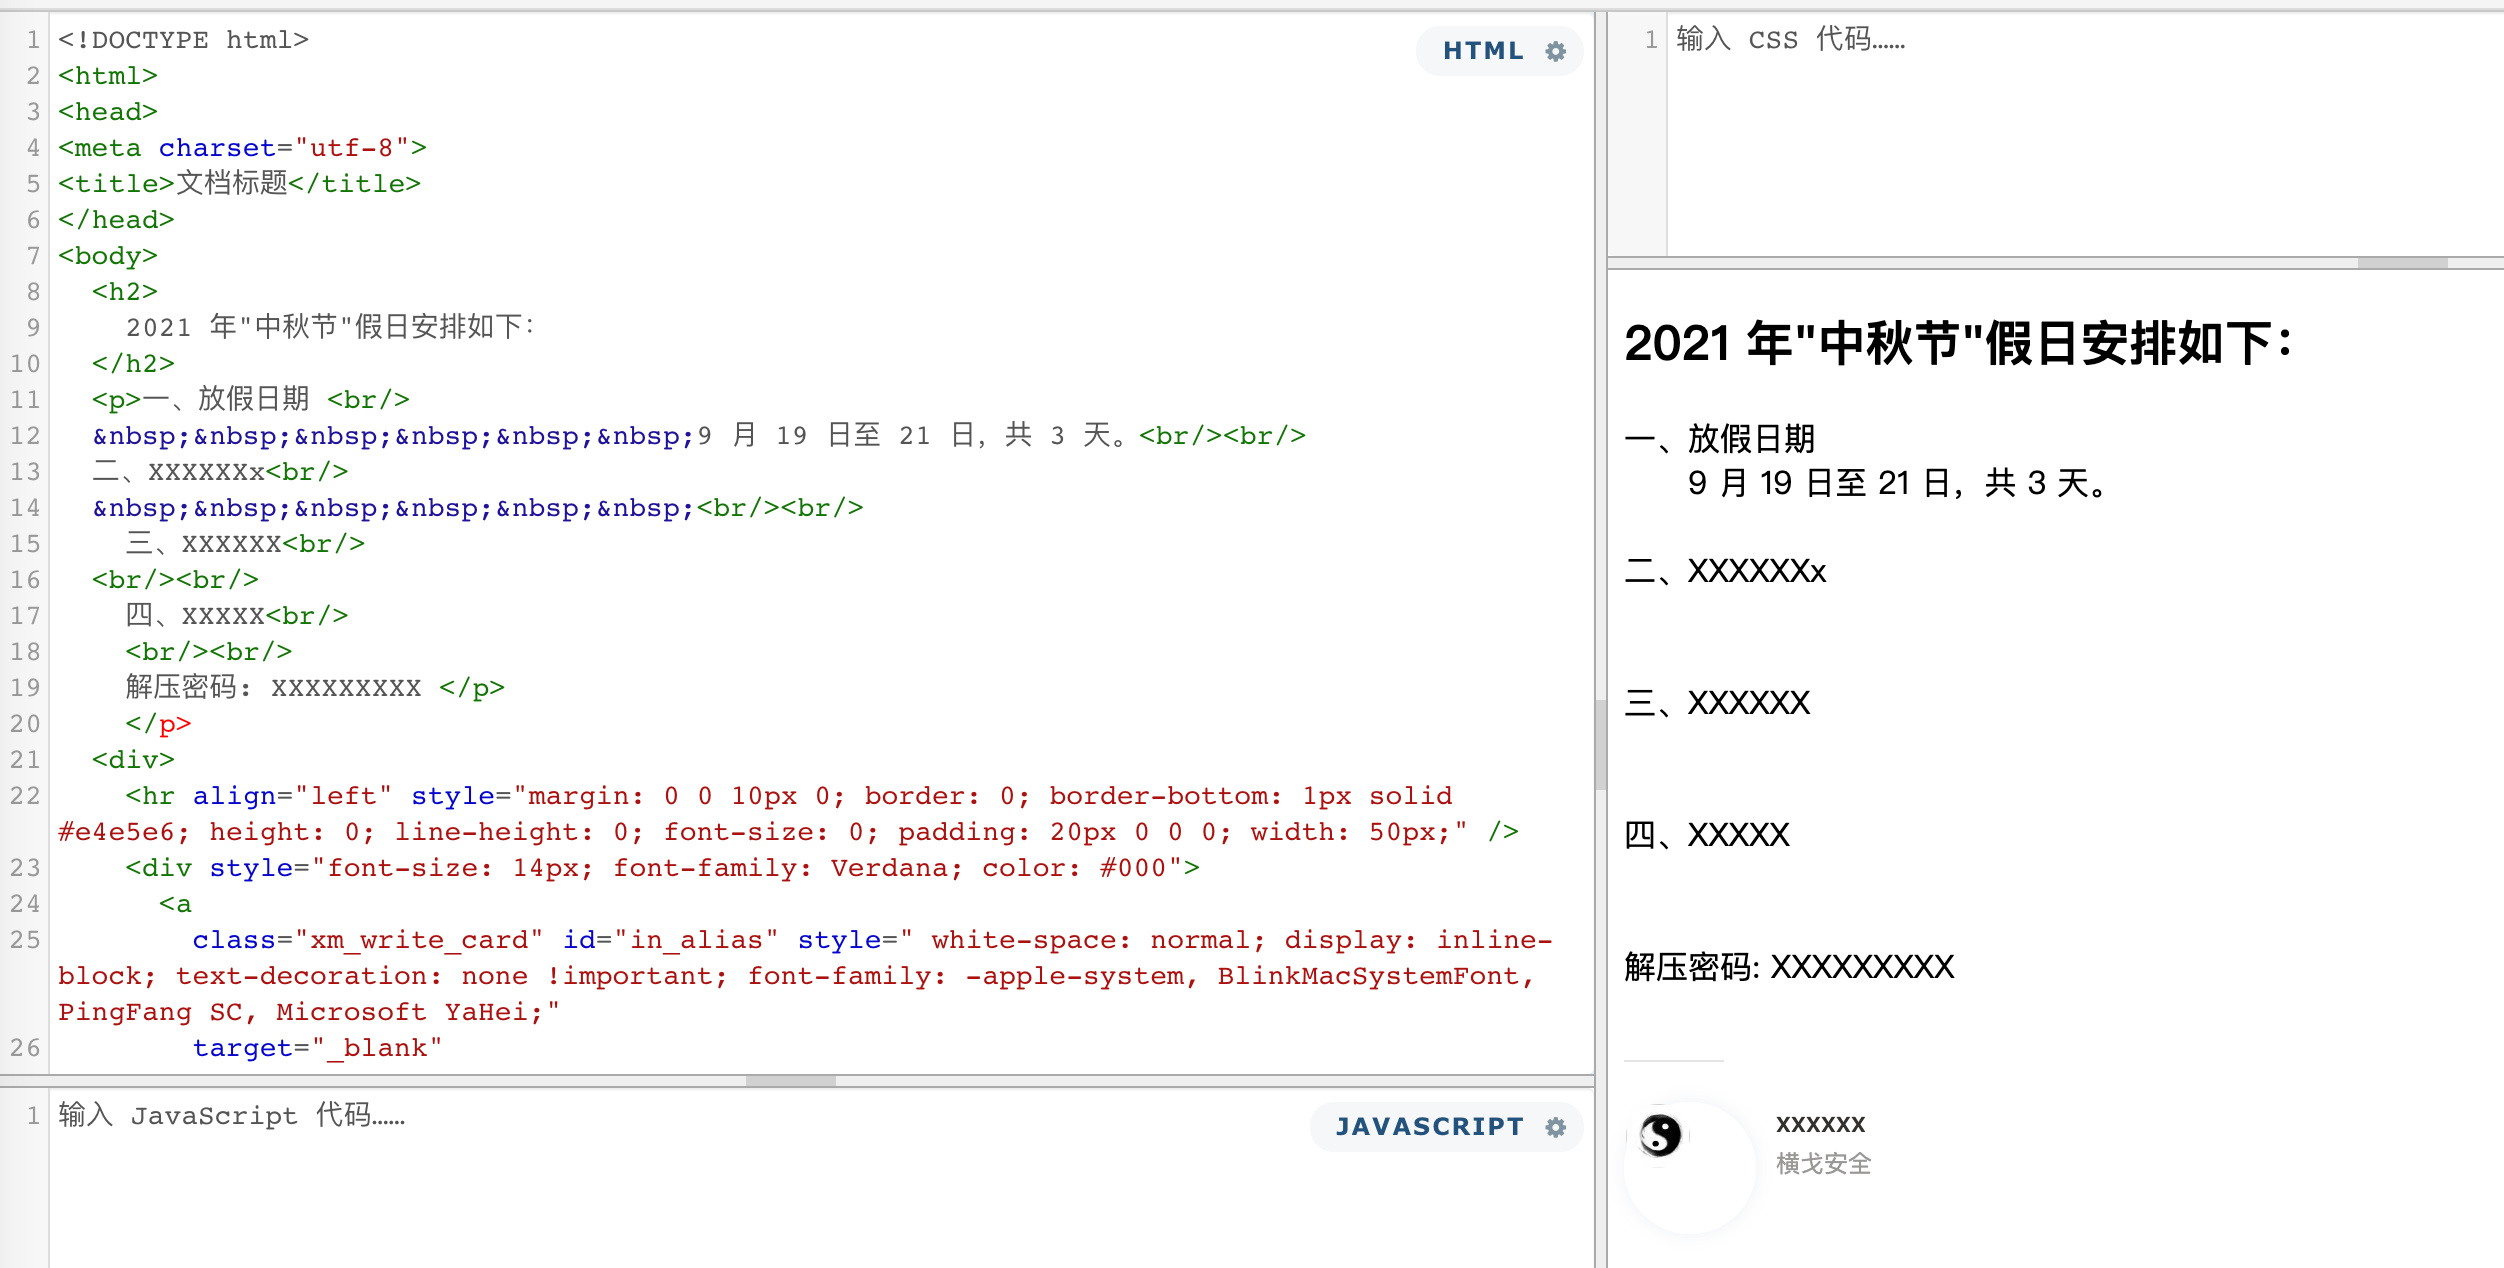 1 <!DOCTYPE html>
2 <html>
3 <head>
4 <meta charset="utf-8">
5 <title>文档标题</title>
6 </head>
7 <body>
8 <h2>
9 2021 年"中秋节"假日安排如下：
10 </h2>
11 <p>一、放假日期 <br/>
12 &nbsp;&nbsp;&nbsp;&nbsp;&nbsp;&nbsp;9 月 19 日至 21 日，共 3 天。<br/><br/>
13 二、XXXXXXx<br/>
14 &nbsp;&nbsp;&nbsp;&nbsp;&nbsp;&nbsp;<br/><br/>
15 三、XXXXXX<br/>
16 <br/><br/>
17 四、XXXXX<br/>
18 <br/><br/>
19 解压密码: XXXXXXXXX </p>
20 </p>
21 <div>
22 <hr align="left" style="margin: 0 0 10px 0; border: 0; border-bottom: 1px solid
#e4e5e6; height: 0; line-height: 0; font-size: 0; padding: 20px 0 0 0; width: 50px;" />
23 <div style="font-size: 14px; font-family: Verdana; color: #000">
24 <a
25 class="xm_write_card" id="in_alias" style=" white-space: normal; display: inline-
block; text-decoration: none !important; font-family: -apple-system, BlinkMacSystemFont,
PingFang SC, Microsoft YaHei;"
26 target="_blank"
HTML
1 输入 JavaScript 代码……
JAVASCRIPT
1 输入 CSS 代码……
2021 年"中秋节"假日安排如下：
一、放假日期
9 月 19 日至 21 日，共 3 天。
二、XXXXXXx
三、XXXXXX
四、XXXXX
解压密码: XXXXXXXXX
xxxxxx
横戈安全